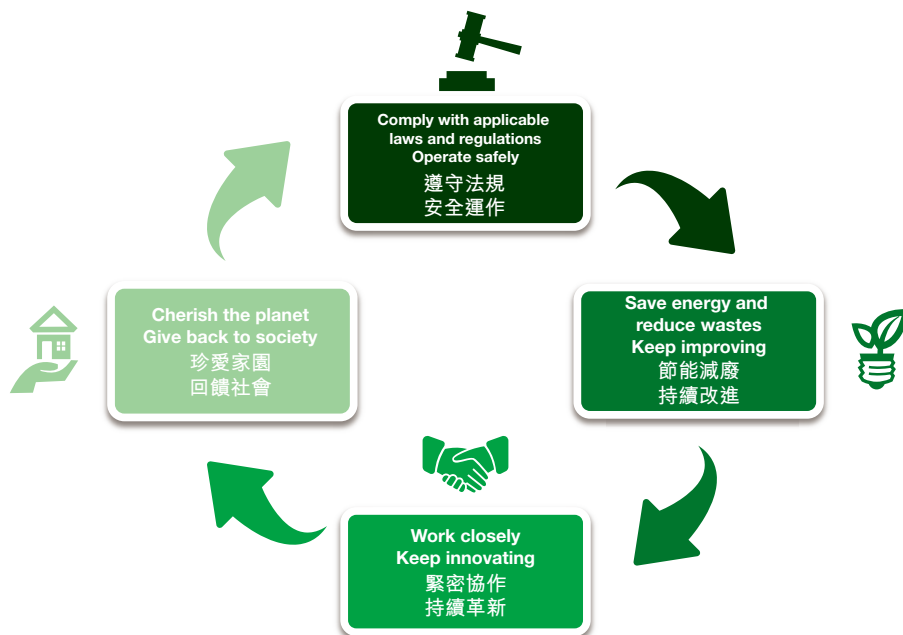 Comply with applicable
laws and regulations
Operate safely
遵守法規
安全運作
Cherish the planet
Give back to society
珍愛家園
回饋社會
Save energy and
reduce wastes
Keep improving
節能減廢
持續改進
Work closely
Keep innovating
緊密協作
持續革新